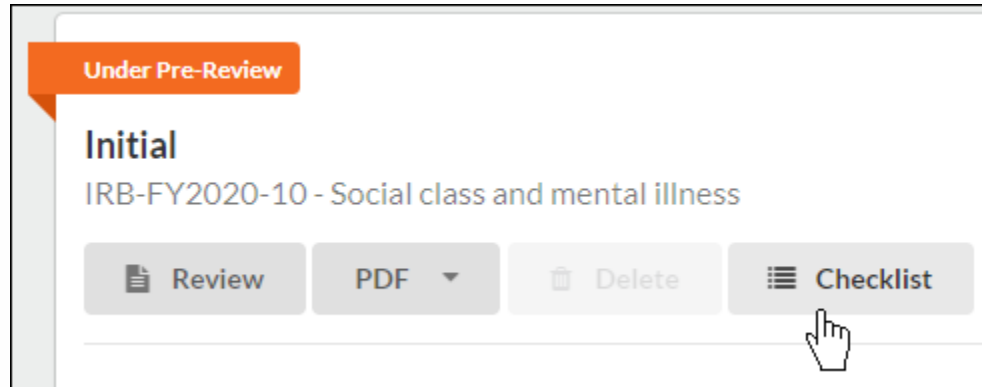 Under Pre-Review
Initial
IRB-FY2020-10 - Social class and mental illness
Review PDF Delete Checklist